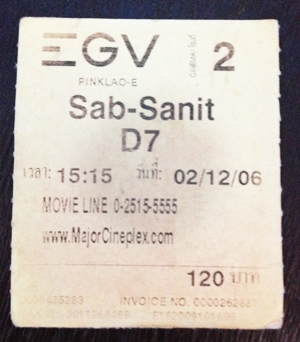 EGV 2
PINKLAO-E
Sab-Sanit
D7
เวลา: 15:15 วันที่: 02/12/06
MOVIE LINE 0-2515-5555
www.MajorCineplex.com
120 บาท
INVOICE NO.